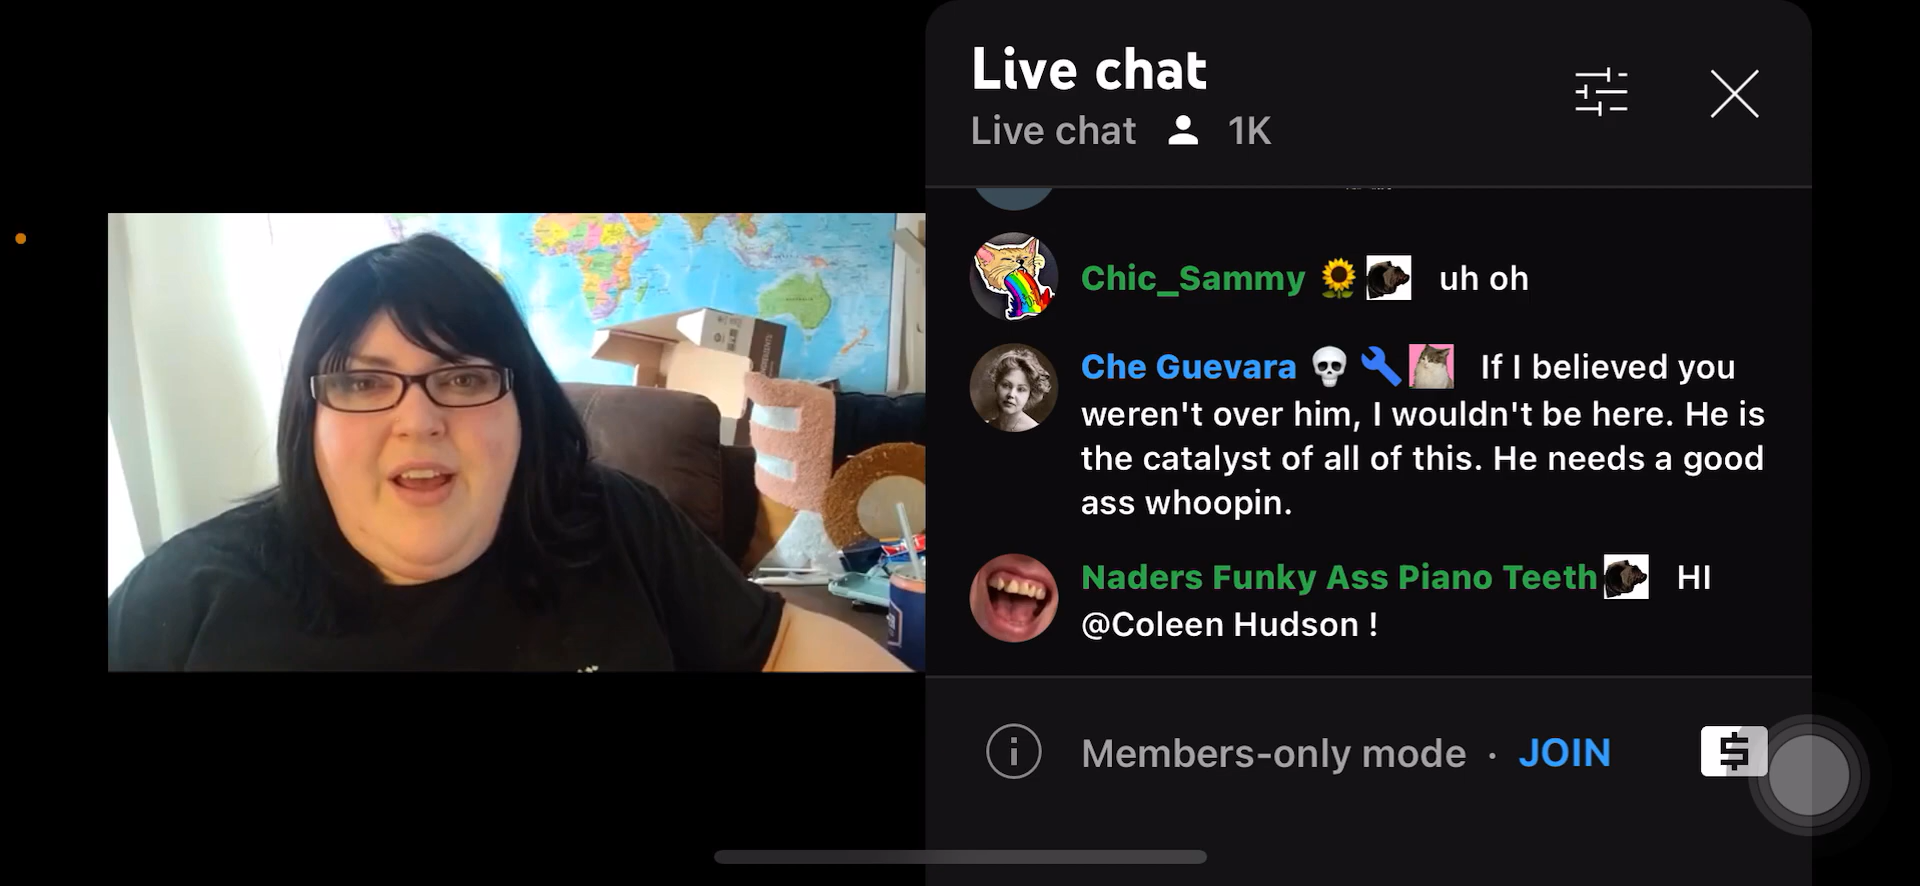 Live chat
Live chat 1K
Chic_Sammy uh oh
Che Guevara If I believed you
weren't over him, I wouldn't be here. He is
the catalyst of all of this. He needs a good
ass whoopin.
Naders Funky Ass Piano Teeth HI
@Coleen Hudson !
Members-only mode · JOIN
AUSTRALIA